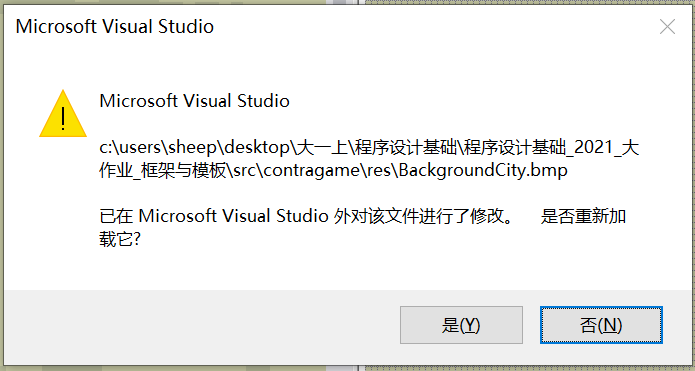 Microsoft Visual Studio
Microsoft Visual Studio
c:\users\sheep\desktop\大一上\程序设计基础\程序设计基础_2021_大
作业_框架与模板\src\contragame\res\BackgroundCity.bmp
已在 Microsoft Visual Studio 外对该文件进行了修改。 是否重新加
载它?
是(Y)
否(N)